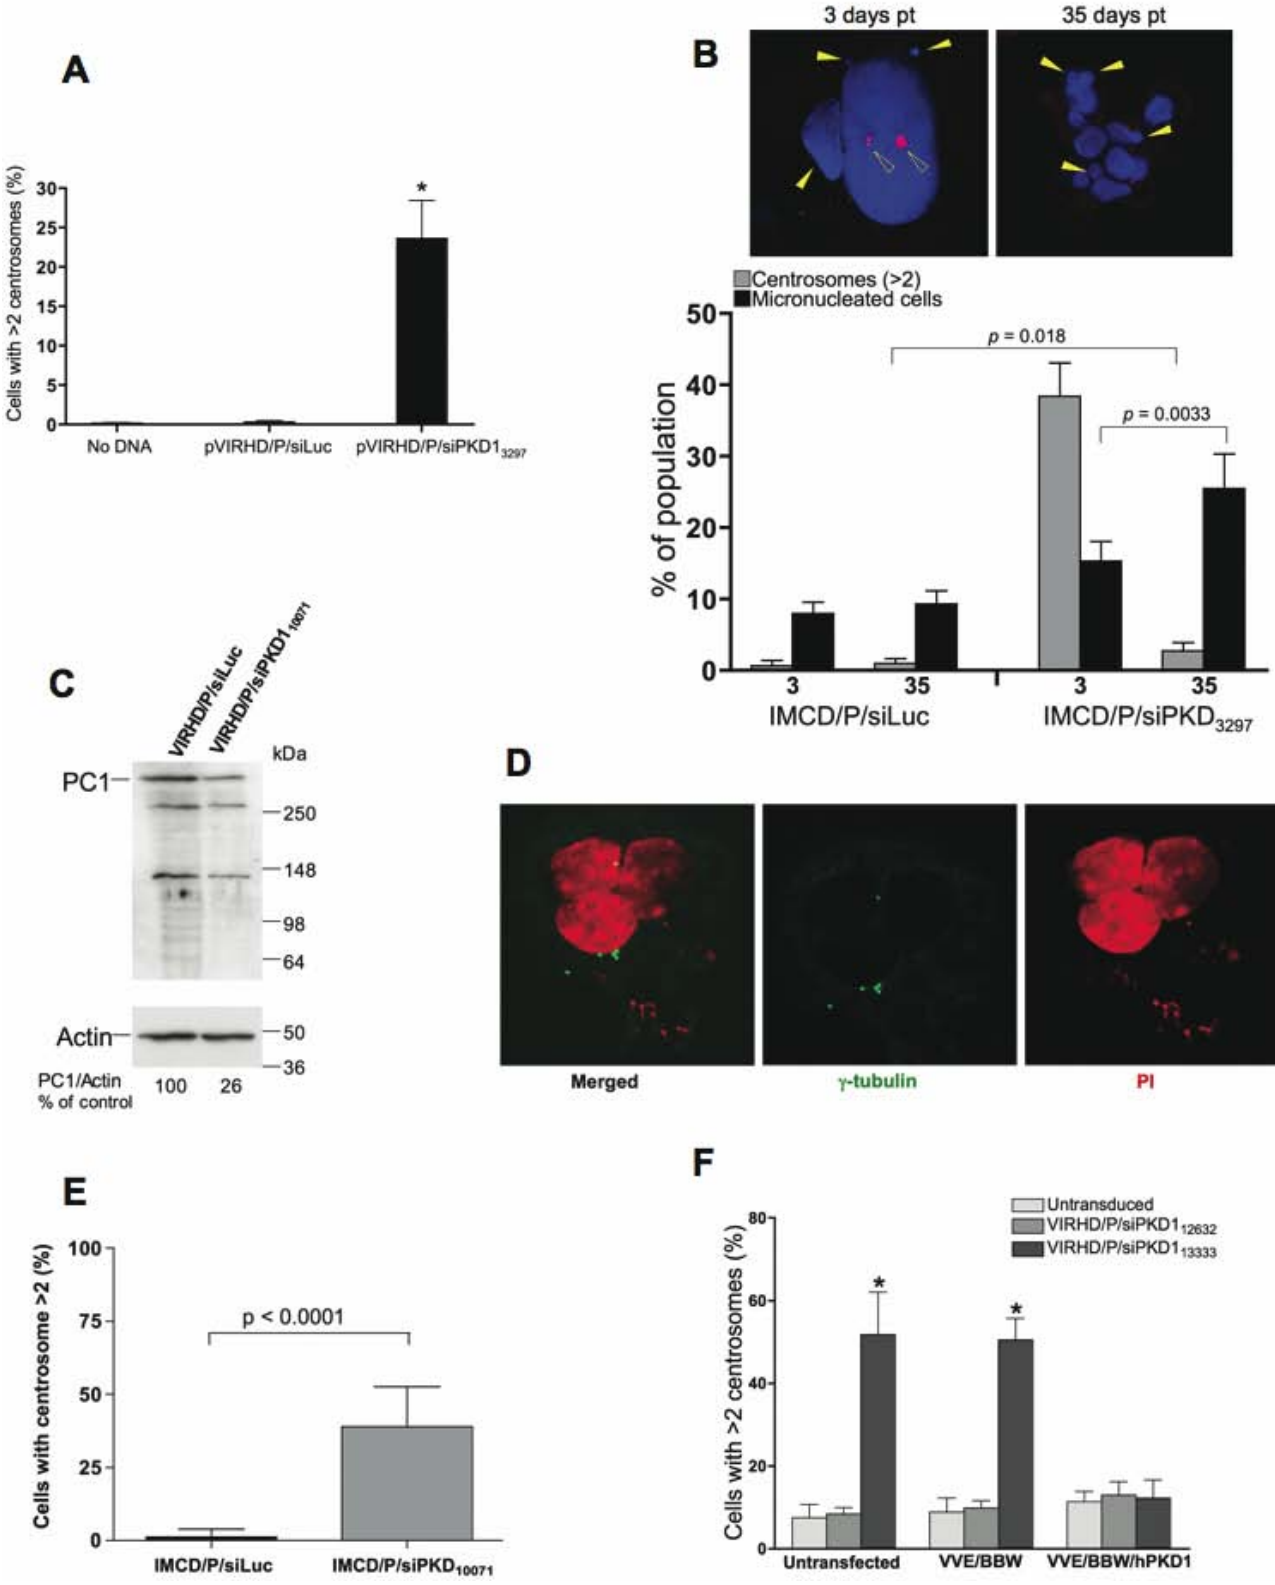 A
Cells with >2 centrosomes (%)
30
25
20
15
10
5
0
*
No DNA
pVIRHD/P/siLuc
pVIRHD/P/siPKD1₃₂₉₇
B
3 days pt
35 days pt
Centrosomes (>2)
Micronucleated cells
% of population
50
40
30
20
10
0
p = 0.018
p = 0.0033
3
35
3
35
IMCD/P/siLuc
IMCD/P/siPKD₃₂₉₇
C
VIRHD/P/siLuc
VIRHD/P/siPKD1₁₀₀₇₁
kDa
PC1
250
148
98
64
Actin
50
36
PC1/Actin
% of control
100
26
D
Merged
γ-tubulin
PI
E
Cells with centrosome >2 (%)
100
75
50
25
0
p < 0.0001
IMCD/P/siLuc
IMCD/P/siPKD₁₀₀₇₁
F
Untransduced
VIRHD/P/siPKD1₁₂₆₃₂
VIRHD/P/siPKD1₁₃₃₃₃
Cells with >2 centrosomes (%)
80
60
40
20
0
*
*
Untransfected
VVE/BBW
VVE/BBW/hPKD1